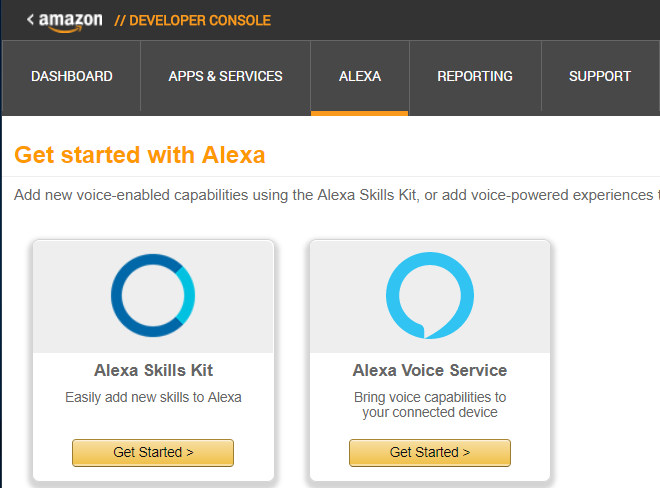 < amazon // DEVELOPER CONSOLE
DASHBOARD APPS & SERVICES ALEXA REPORTING SUPPORT
Get started with Alexa
Add new voice-enabled capabilities using the Alexa Skills Kit, or add voice-powered experiences
Alexa Skills Kit
Easily add new skills to Alexa
Get Started >
Alexa Voice Service
Bring voice capabilities to
your connected device
Get Started >